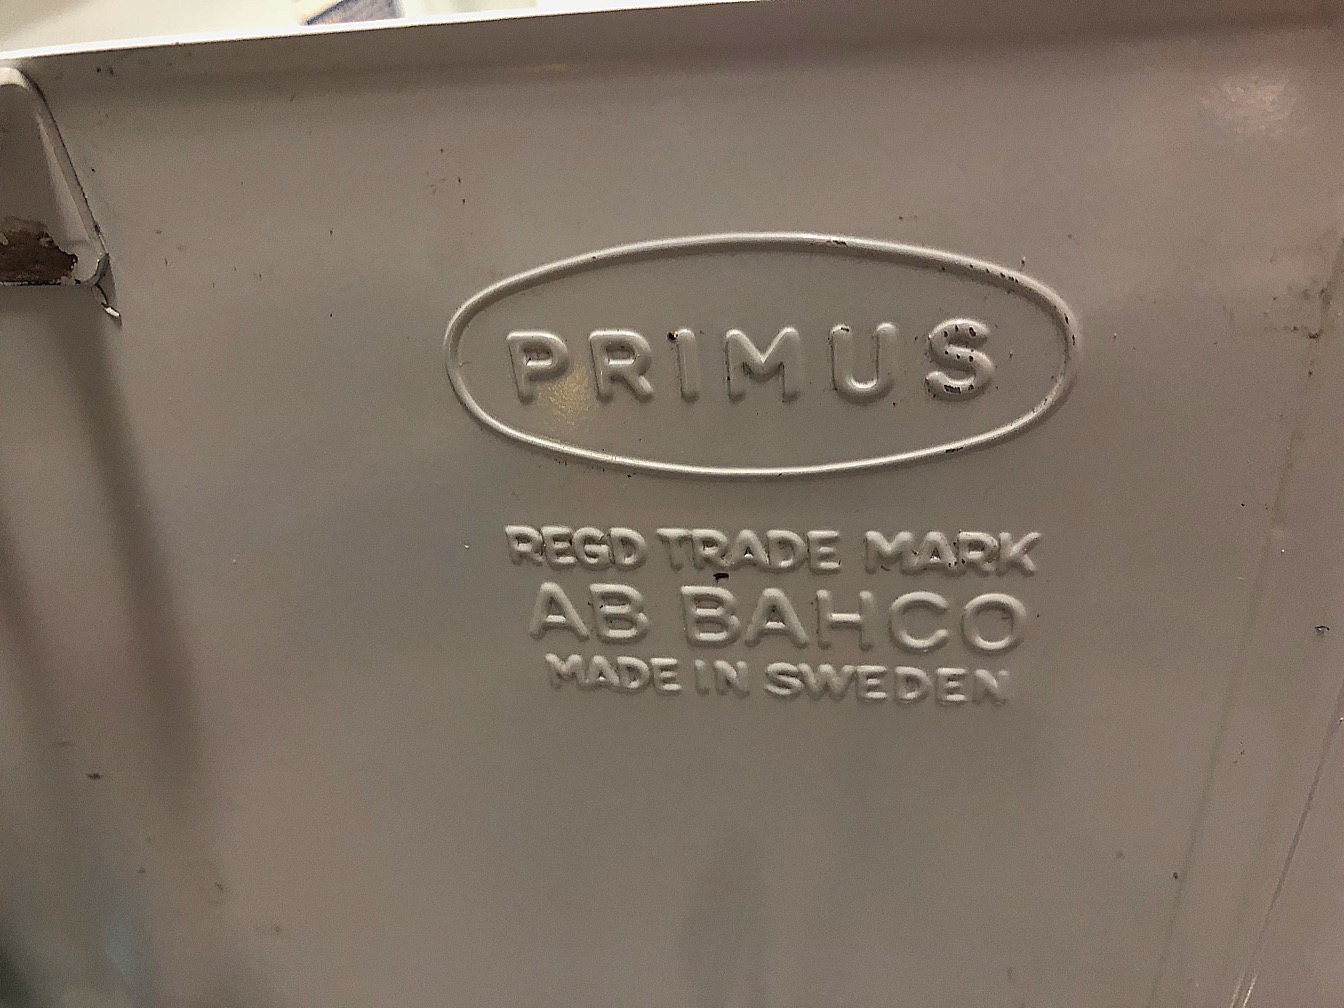 PRIMUS
REGD TRADE MARK
AB BAHCO
MADE IN SWEDEN